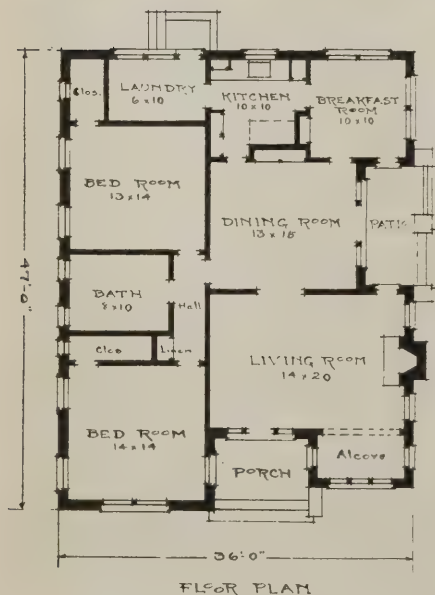 LAUNDRY
6 x 10
Clos.
KITCHEN
10 x 10
BREAKFAST
ROOM
10 x 10
BED ROOM
13 x 14
DINING ROOM
13 x 18
PATIO
47'-0"
BATH
8 x 10
Hall
Clos
Linen
LIVING ROOM
14 x 20
BED ROOM
14 x 14
PORCH
Alcove
36'-0"
FLOOR PLAN